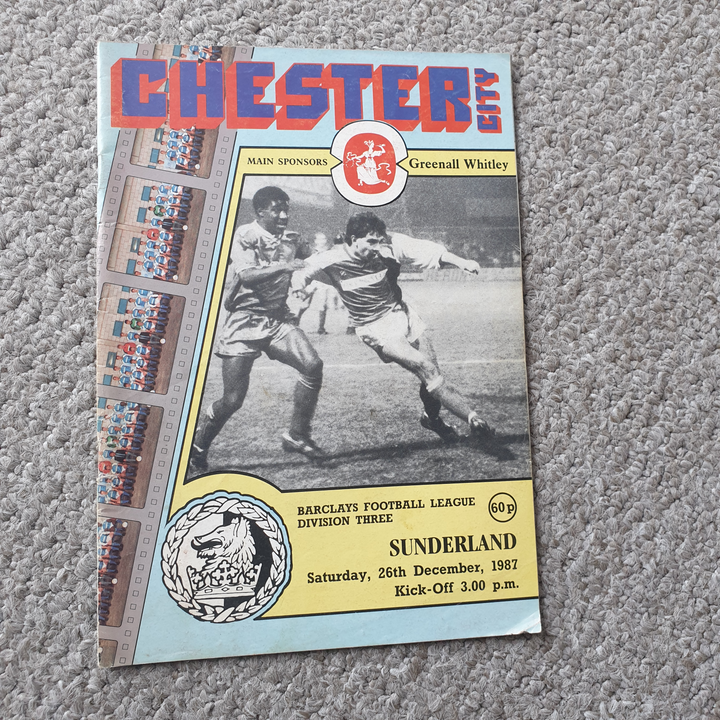 CHESTER
CITY
MAIN SPONSORS
Greenall Whitley
BARCLAYS FOOTBALL LEAGUE
DIVISION THREE
60p
SUNDERLAND
Saturday, 26th December, 1987
Kick-Off 3.00 p.m.